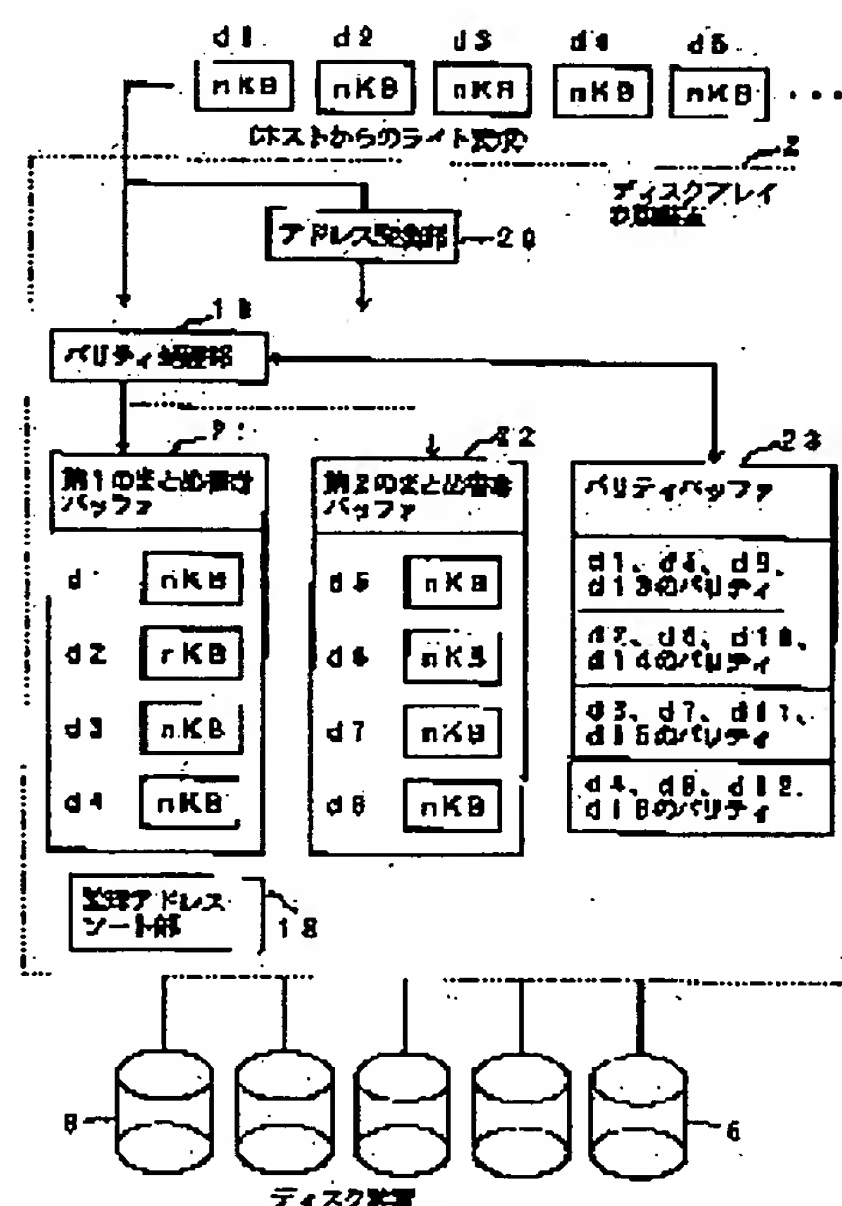 d1 d2 d3 d4 d5
nKB nKB nKB nKB nKB ...
ホストからのライト要求
2
ディスクアレイ
アドレス変換部 20
パリティ処理部
第1のまとめ書き
バッファ
d nKB
d2 nKB
d3 nKB
d4 nKB
22
第2のまとめ書き
バッファ
d5 nKB
d6 nKB
d7 nKB
d8 nKB
23
パリティバッファ
d1、d5、d9、
d13のパリティ
d2、d6、d10、
d14のパリティ
d3、d7、d11、
d15のパリティ
d4、d8、d12、
d16のパリティ
論理アドレス
ソート部
18
6
ディスク装置